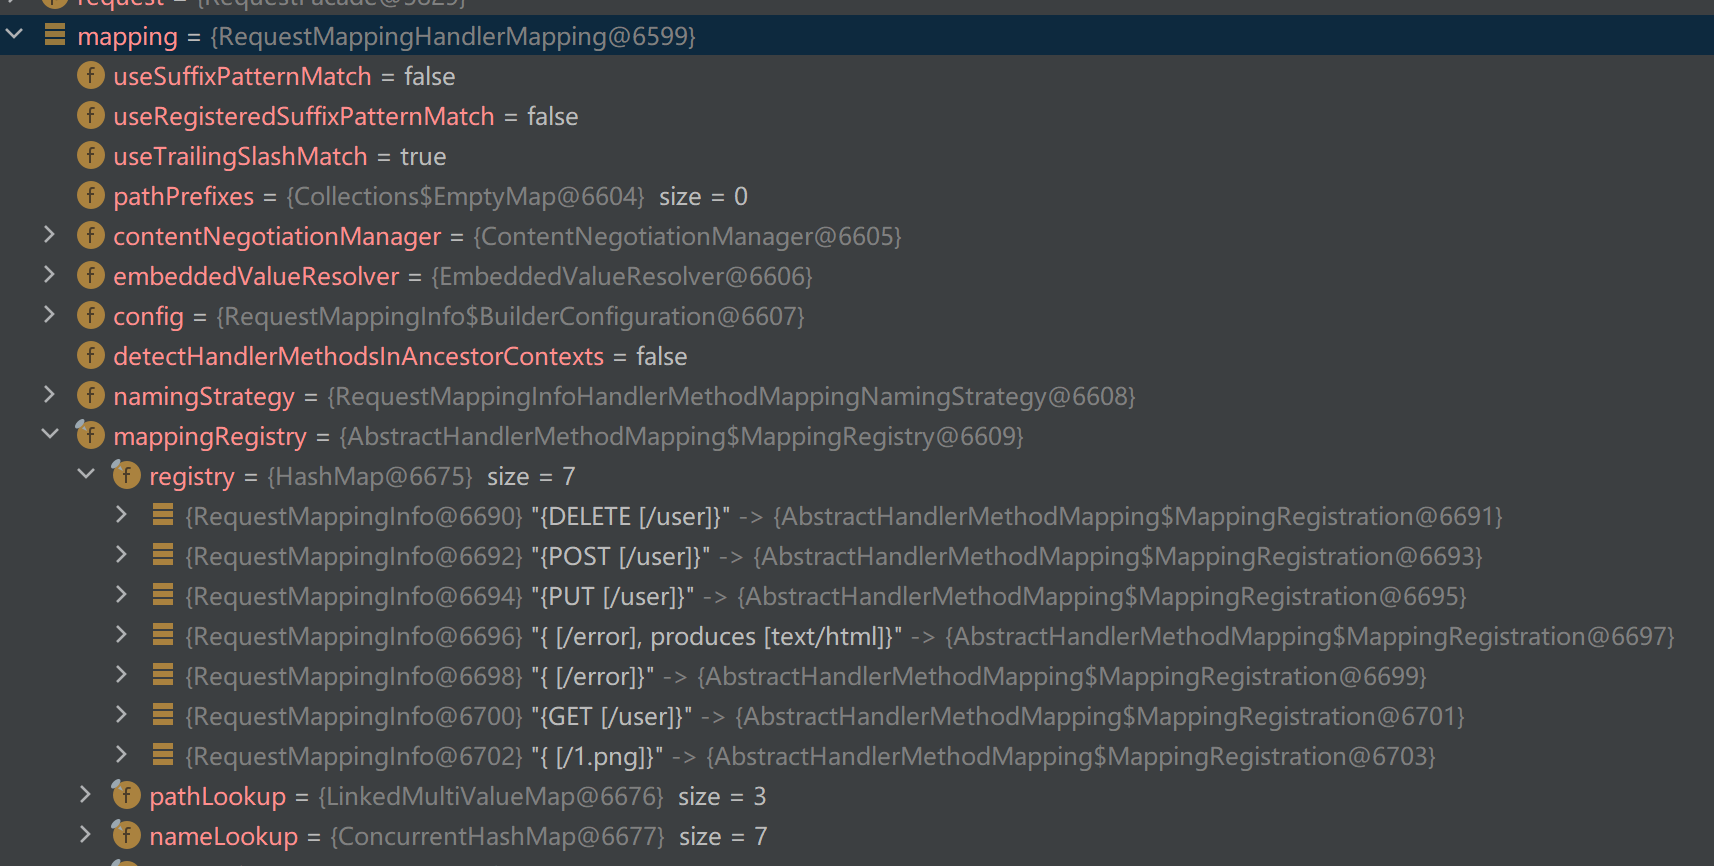 request = {RequestFacade@5829}
mapping = {RequestMappingHandlerMapping@6599}
f useSuffixPatternMatch = false
f useRegisteredSuffixPatternMatch = false
f useTrailingSlashMatch = true
f pathPrefixes = {Collections$EmptyMap@6604} size = 0
f contentNegotiationManager = {ContentNegotiationManager@6605}
f embeddedValueResolver = {EmbeddedValueResolver@6606}
f config = {RequestMappingInfo$BuilderConfiguration@6607}
f detectHandlerMethodsInAncestorContexts = false
f namingStrategy = {RequestMappingInfoHandlerMethodMappingNamingStrategy@6608}
f mappingRegistry = {AbstractHandlerMethodMapping$MappingRegistry@6609}
f registry = {HashMap@6675} size = 7
{RequestMappingInfo@6690} "{DELETE [/user]}" -> {AbstractHandlerMethodMapping$MappingRegistration@6691}
{RequestMappingInfo@6692} "{POST [/user]}" -> {AbstractHandlerMethodMapping$MappingRegistration@6693}
{RequestMappingInfo@6694} "{PUT [/user]}" -> {AbstractHandlerMethodMapping$MappingRegistration@6695}
{RequestMappingInfo@6696} "{ [/error], produces [text/html]}" -> {AbstractHandlerMethodMapping$MappingRegistration@6697}
{RequestMappingInfo@6698} "{ [/error]}" -> {AbstractHandlerMethodMapping$MappingRegistration@6699}
{RequestMappingInfo@6700} "{GET [/user]}" -> {AbstractHandlerMethodMapping$MappingRegistration@6701}
{RequestMappingInfo@6702} "{ [/1.png]}" -> {AbstractHandlerMethodMapping$MappingRegistration@6703}
f pathLookup = {LinkedMultiValueMap@6676} size = 3
f nameLookup = {ConcurrentHashMap@6677} size = 7